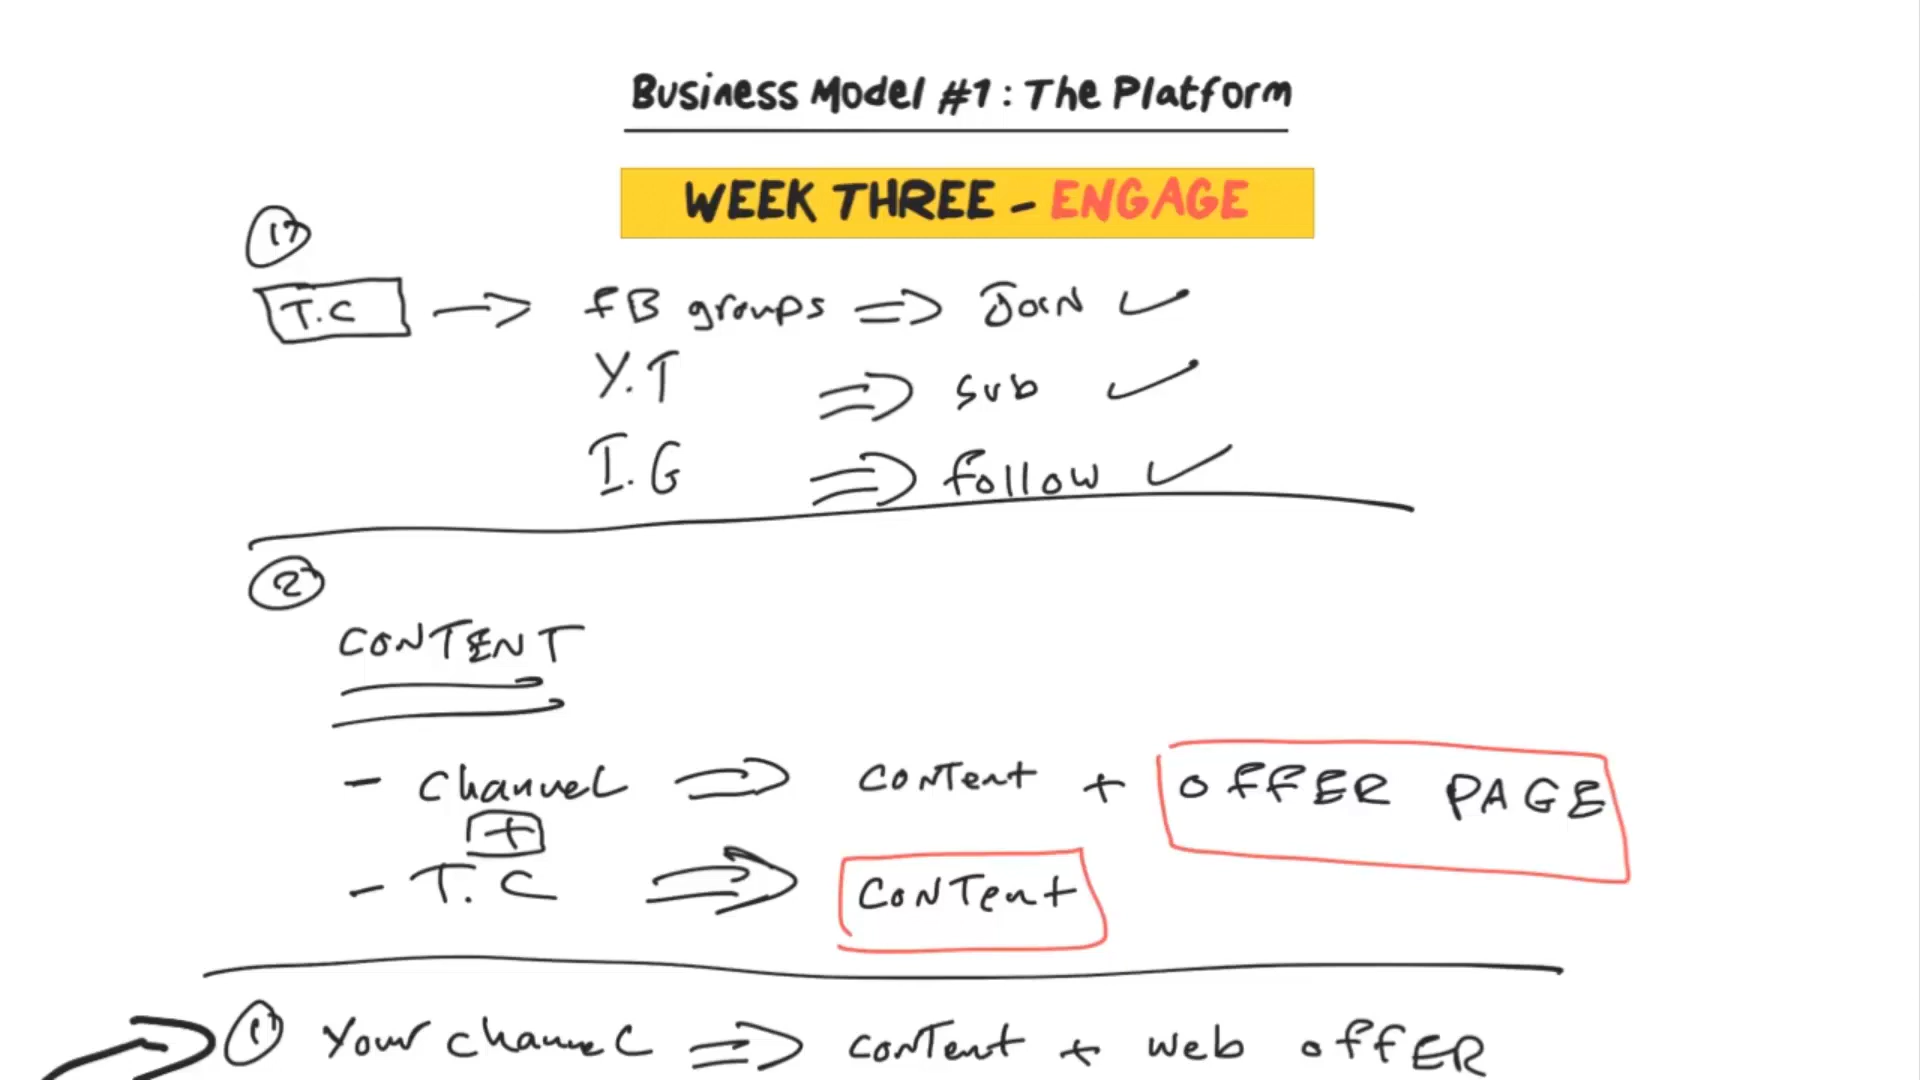 Business Model #1: The Platform
WEEK THREE - ENGAGE
1
T.C → FB groups ⇒ Join ✓
Y.T ⇒ sub ✓
I.G ⇒ follow ✓
2
CONTENT
- Channel ⇒ content + OFFER PAGE
+
- T.C ⇒ content
1 Your channel ⇒ content + web offER